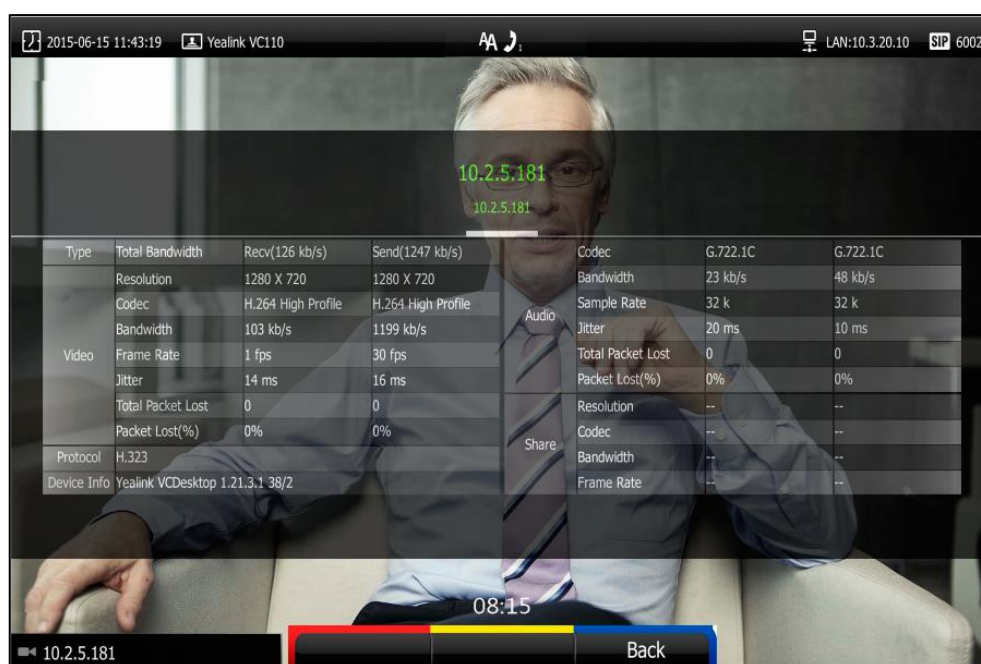 2015-06-15 11:43:19 Yealink VC110 AA 1 LAN:10.3.20.10 SIP 6002
10.2.5.181
10.2.5.181
Type Total Bandwidth Recv(126 kb/s) Send(1247 kb/s)
Video
Resolution 1280 X 720 1280 X 720
Codec H.264 High Profile H.264 High Profile
Bandwidth 103 kb/s 1199 kb/s
Frame Rate 1 fps 30 fps
Jitter 14 ms 16 ms
Total Packet Lost 0 0
Packet Lost(%) 0% 0%
Protocol H.323
Device Info Yealink VCDesktop 1.21.3.1 38/2
Audio
Codec G.722.1C G.722.1C
Bandwidth 23 kb/s 48 kb/s
Sample Rate 32 k 32 k
Jitter 20 ms 10 ms
Total Packet Lost 0 0
Packet Lost(%) 0% 0%
Share
Resolution -- --
Codec -- --
Bandwidth -- --
Frame Rate -- --
08:15
10.2.5.181
Back